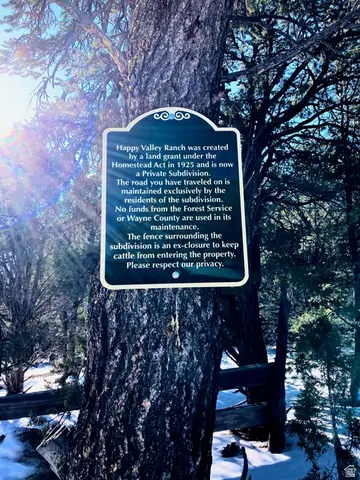 Happy Valley Ranch was created
by a land grant under the
Homestead Act in 1925 and is now
a Private Subdivision.
The road you have traveled on is
maintained exclusively by the
residents of the subdivision.
No funds from the Forest Service
or Wayne County are used in its
maintenance.
The fence surrounding the
subdivision is an ex-closure to keep
cattle from entering the property.
Please respect our privacy.